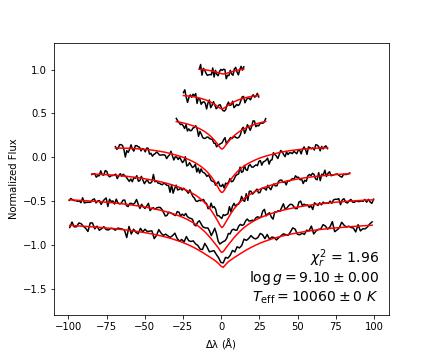 1.0
0.5
0.0
−0.5
−1.0
−1.5
Normalized Flux
χ²ᵣ = 1.96
log g = 9.10 ± 0.00
T_eff = 10060 ± 0 K
−100 −75 −50 −25 0 25 50 75 100
Δλ (Å)